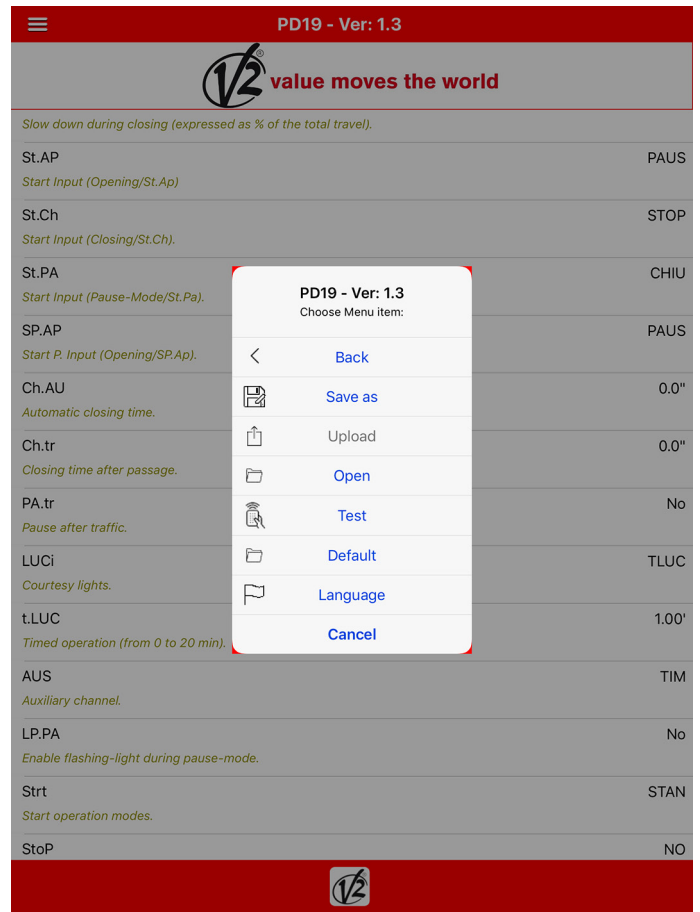 PD19 - Ver: 1.3
V2® value moves the world
Slow down during closing (expressed as % of the total travel).
St.AP PAUS
Start Input (Opening/St.Ap)
St.Ch STOP
Start Input (Closing/St.Ch).
St.PA CHIU
Start Input (Pause-Mode/St.Pa).
SP.AP PAUS
Start P. Input (Opening/SP.Ap).
Ch.AU 0.0"
Automatic closing time.
Ch.tr 0.0"
Closing time after passage.
PA.tr No
Pause after traffic.
LUCi TLUC
Courtesy lights.
t.LUC 1.00'
Timed operation (from 0 to 20 min).
AUS TIM
Auxiliary channel.
LP.PA No
Enable flashing-light during pause-mode.
Strt STAN
Start operation modes.
StoP NO
PD19 - Ver: 1.3
Choose Menu item:
Back
Save as
Upload
Open
Test
Default
Language
Cancel
V2